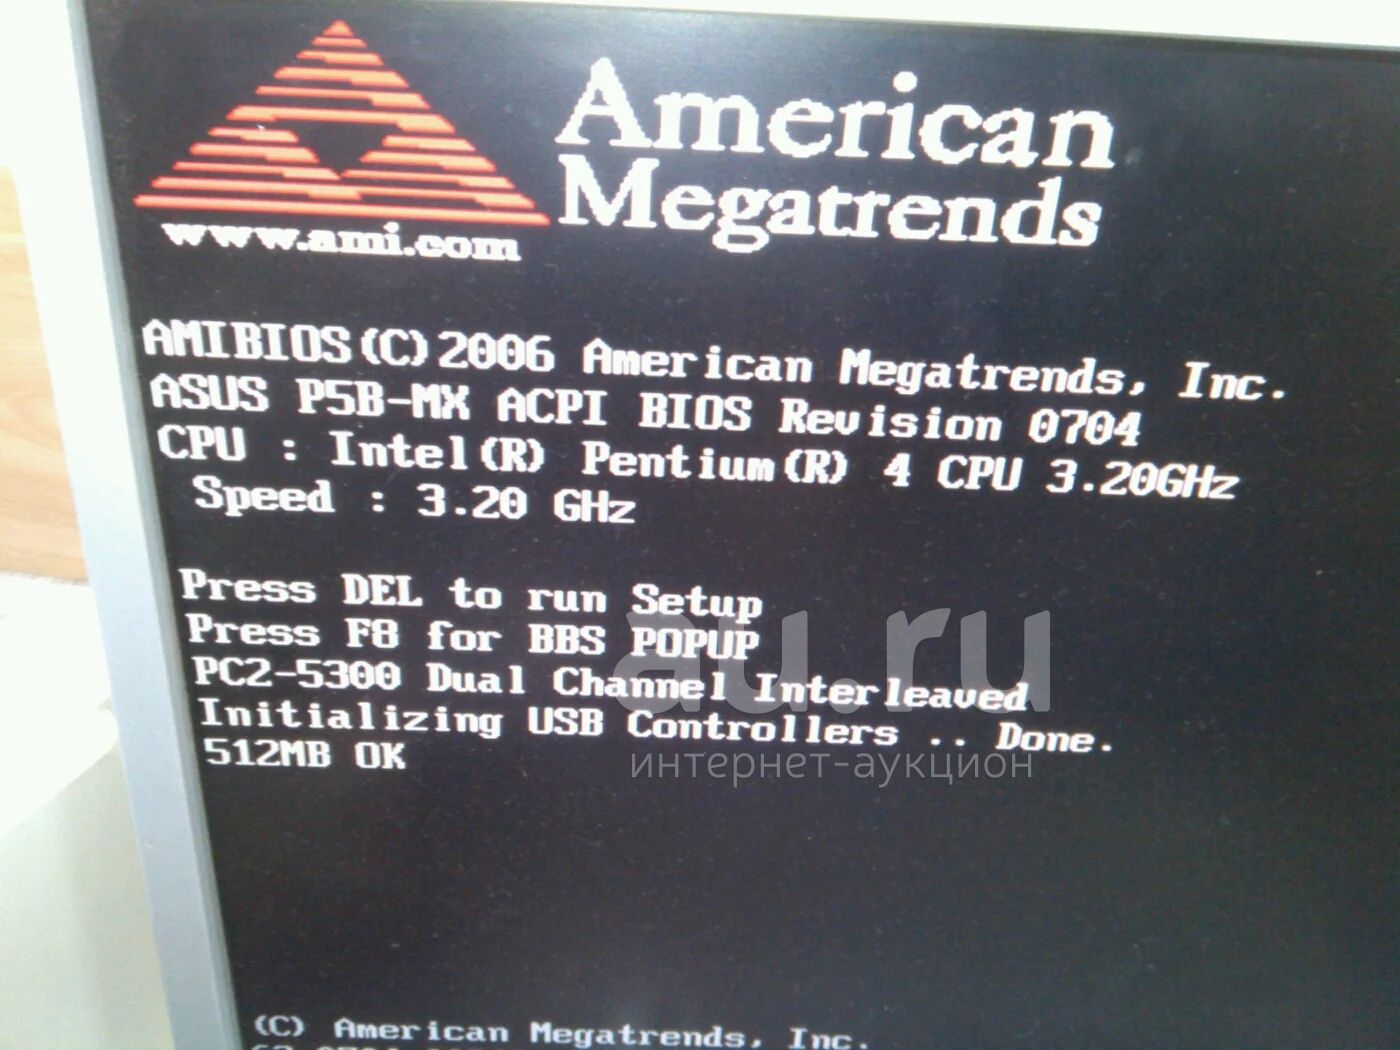 American
Megatrends
www.ami.com
AMIBIOS(C)2006 American Megatrends, Inc.
ASUS P5B-MX ACPI BIOS Revision 0704
CPU : Intel(R) Pentium(R) 4 CPU 3.20GHz
Speed : 3.20 GHz
Press DEL to run Setup
Press F8 for BBS POPUP
PC2-5300 Dual Channel Interleaved
Initializing USB Controllers .. Done.
512MB OK
au.ru
интернет-аукцион
(C) American Megatrends, Inc.